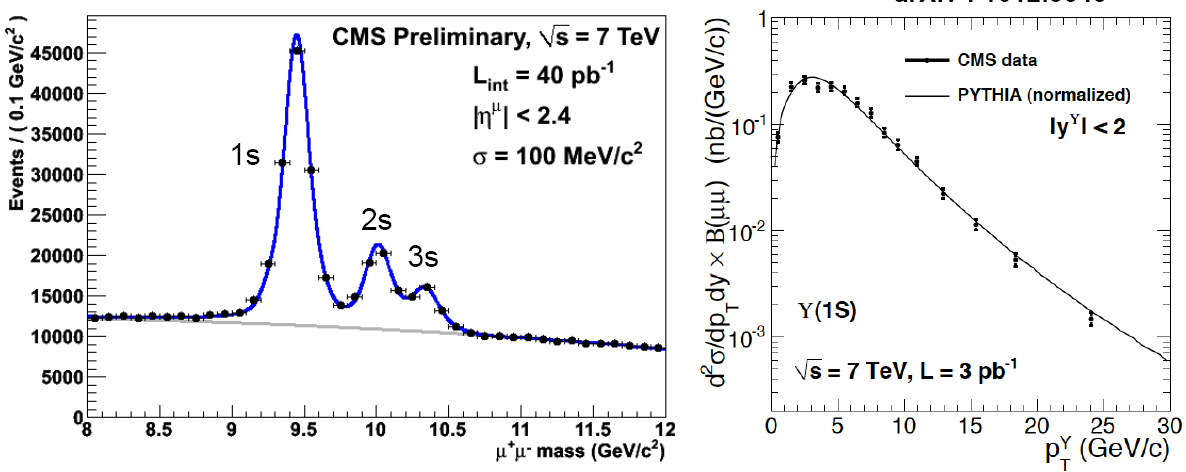 CMS Preliminary, √s = 7 TeV
L_int = 40 pb⁻¹
|η^μ| < 2.4
σ = 100 MeV/c²
1s
2s
3s
Events / ( 0.1 GeV/c² )
45000
40000
35000
30000
25000
20000
15000
10000
5000
0
8 8.5 9 9.5 10 10.5 11 11.5 12
μ⁺μ⁻ mass (GeV/c²)
d²σ/dp_Tdy × B(μμ) (nb/(GeV/c))
1
10⁻¹
10⁻²
10⁻³
CMS data
PYTHIA (normalized)
|y^Υ| < 2
Υ(1S)
√s = 7 TeV, L = 3 pb⁻¹
0 5 10 15 20 25 30
p_T^Υ (GeV/c)